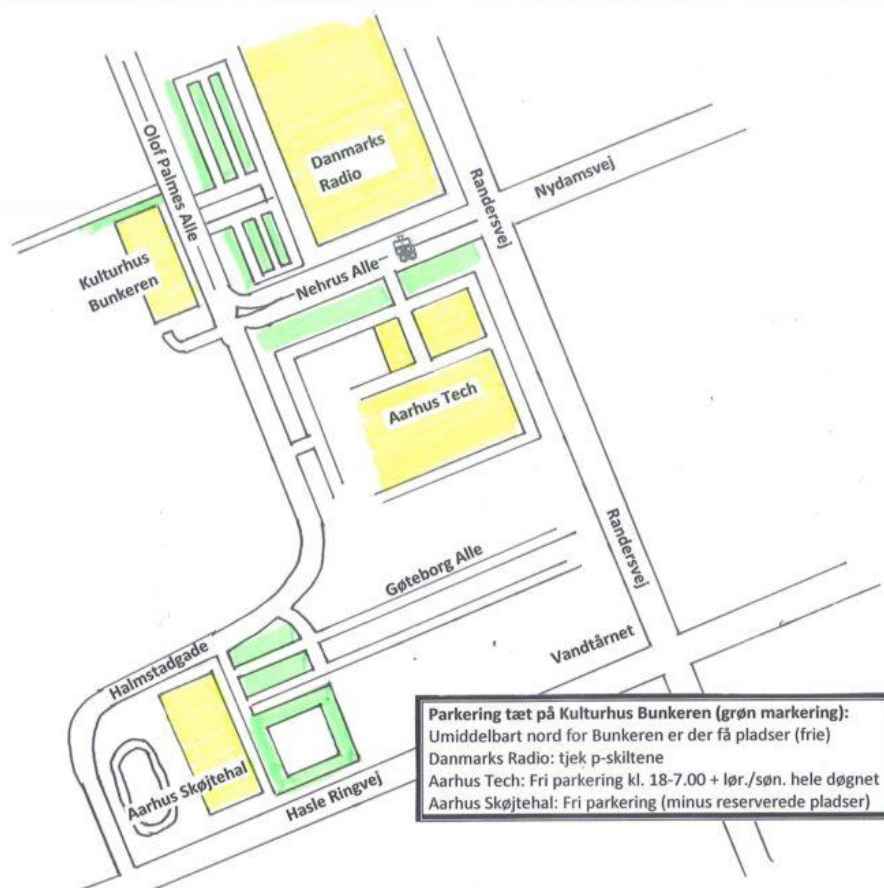 Olof Palmes Alle
Danmarks
Radio
Randersvej
Nydamsvej
Kulturhus
Bunkeren
Nehrus Alle
Aarhus Tech
Randersvej
Gøteborg Alle
Vandtårnet
Halmstadgade
Aarhus Skøjtehal
Hasle Ringvej
Parkering tæt på Kulturhus Bunkeren (grøn markering):
Umiddelbart nord for Bunkeren er der få pladser (frie)
Danmarks Radio: tjek p-skiltene
Aarhus Tech: Fri parkering kl. 18-7.00 + lør./søn. hele døgnet
Aarhus Skøjtehal: Fri parkering (minus reserverede pladser)